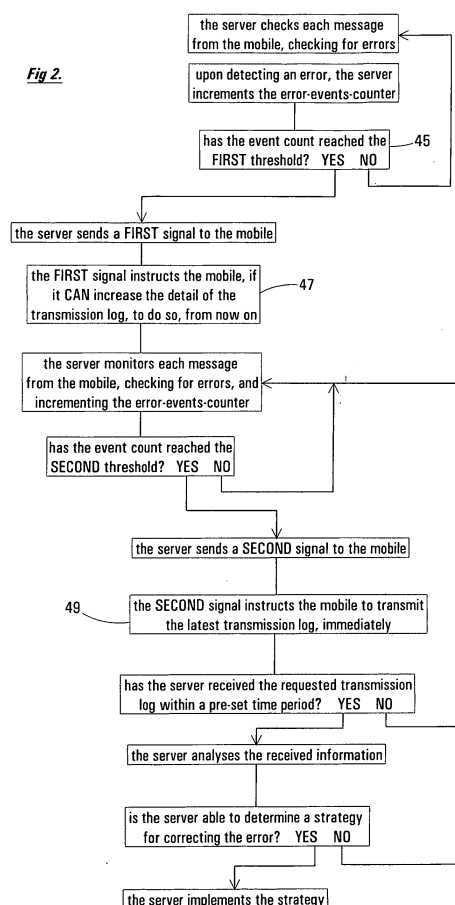 Fig 2.
the server checks each message
from the mobile, checking for errors
upon detecting an error, the server
increments the error-events-counter
has the event count reached the
FIRST threshold? YES NO
45
the server sends a FIRST signal to the mobile
the FIRST signal instructs the mobile, if
it CAN increase the detail of the
transmission log, to do so, from now on
47
the server monitors each message
from the mobile, checking for errors, and
incrementing the error-events-counter
has the event count reached the
SECOND threshold? YES NO
the server sends a SECOND signal to the mobile
49
the SECOND signal instructs the mobile to transmit
the latest transmission log, immediately
has the server received the requested transmission
log within a pre-set time period? YES NO
the server analyses the received information
is the server able to determine a strategy
for correcting the error? YES NO
the server implements the strategy